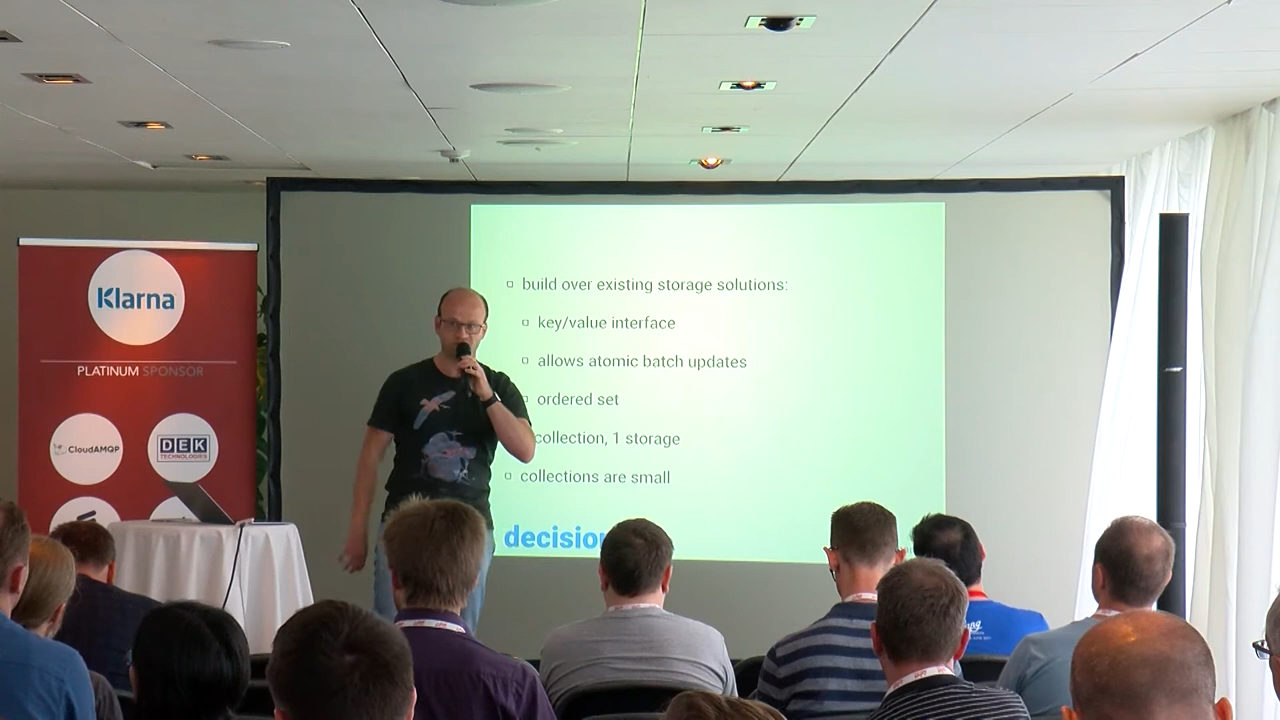 Klarna
PLATINUM SPONSOR
CloudAMQP
DEK
TECHNOLOGIES
build over existing storage solutions:
key/value interface
allows atomic batch updates
ordered set
collection, 1 storage
collections are small
decision